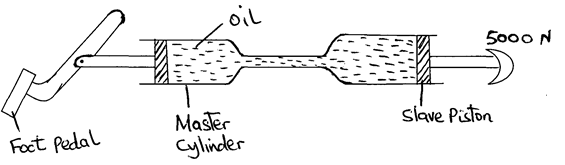 oil
5000 N
Foot Pedal
Master
Cylinder
Slave Piston